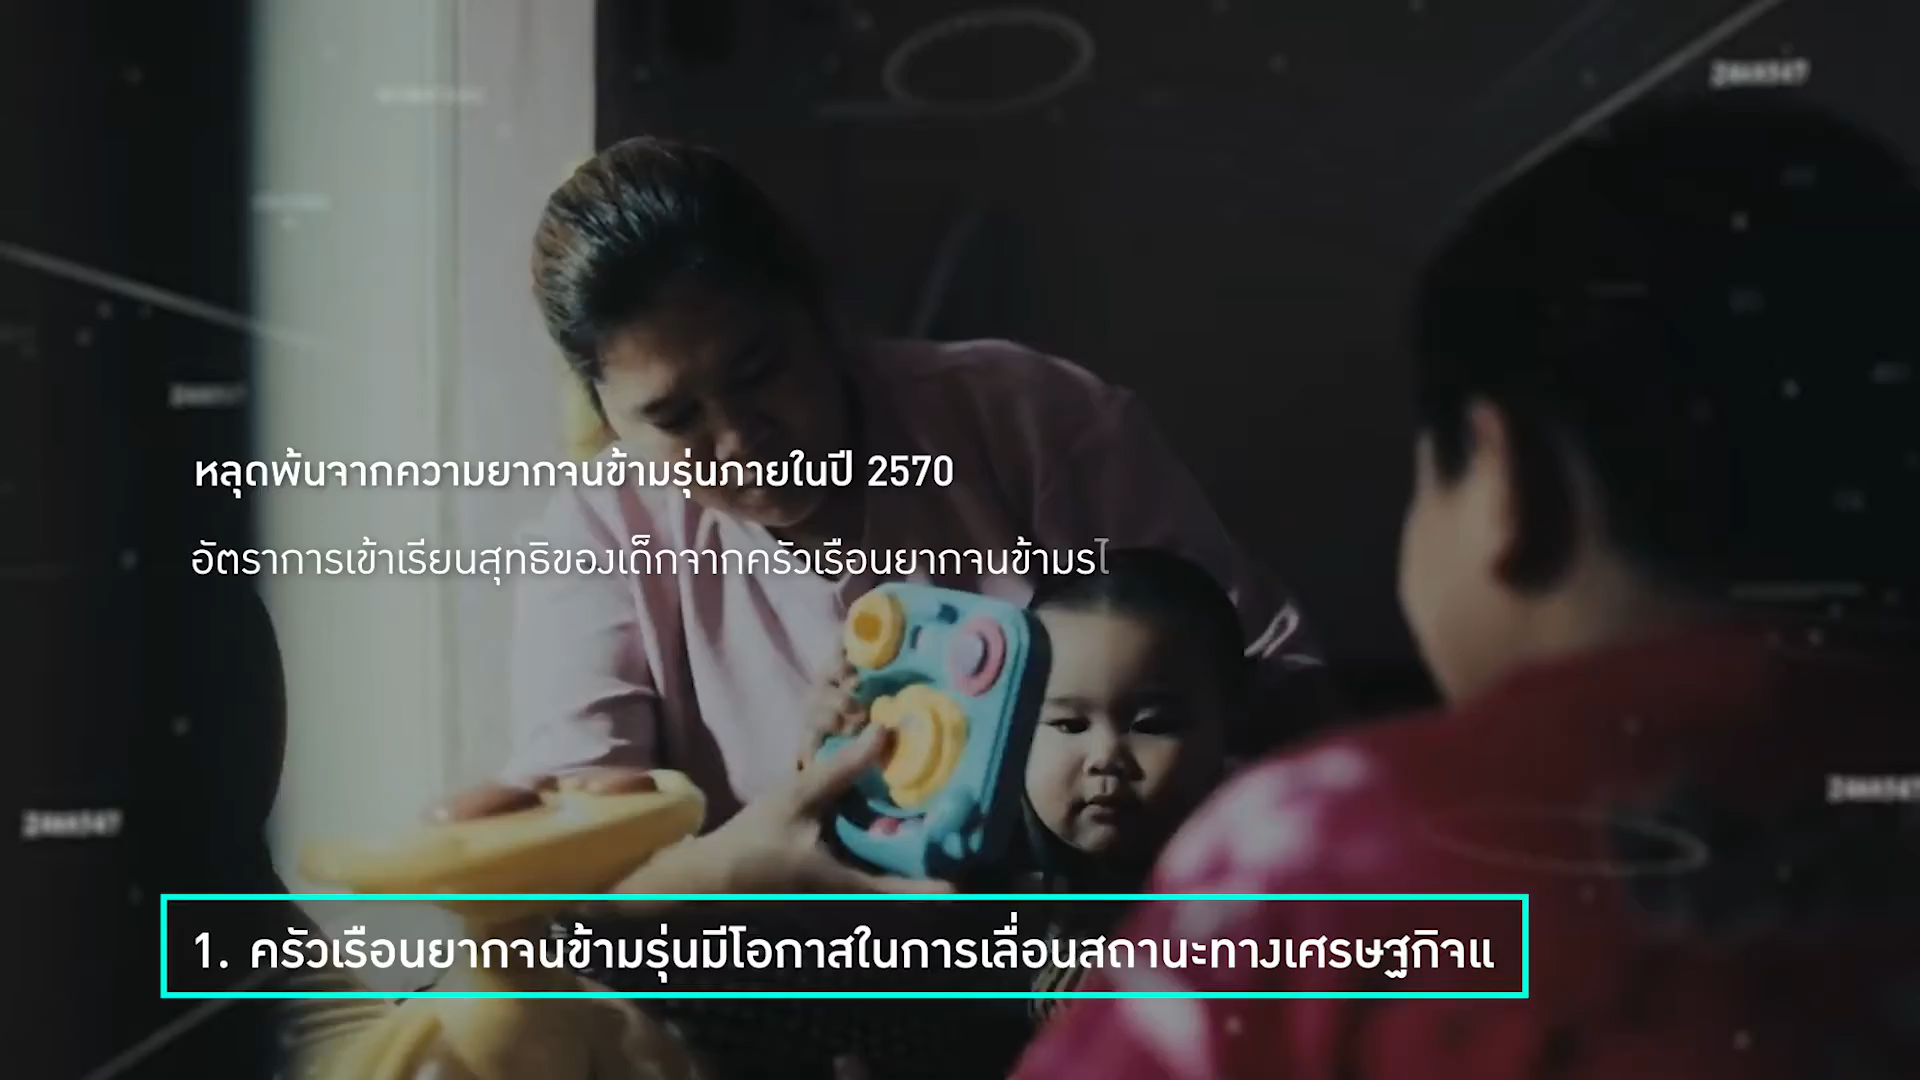 หลุดพ้นจากความยากจนข้ามรุ่นภายในปี 2570
อัตราการเข้าเรียนสุทธิของเด็กจากครัวเรือนยากจนข้ามร
1. ครัวเรือนยากจนข้ามรุ่นมีโอกาสในการเลื่อนสถานะทางเศรษฐกิจแ